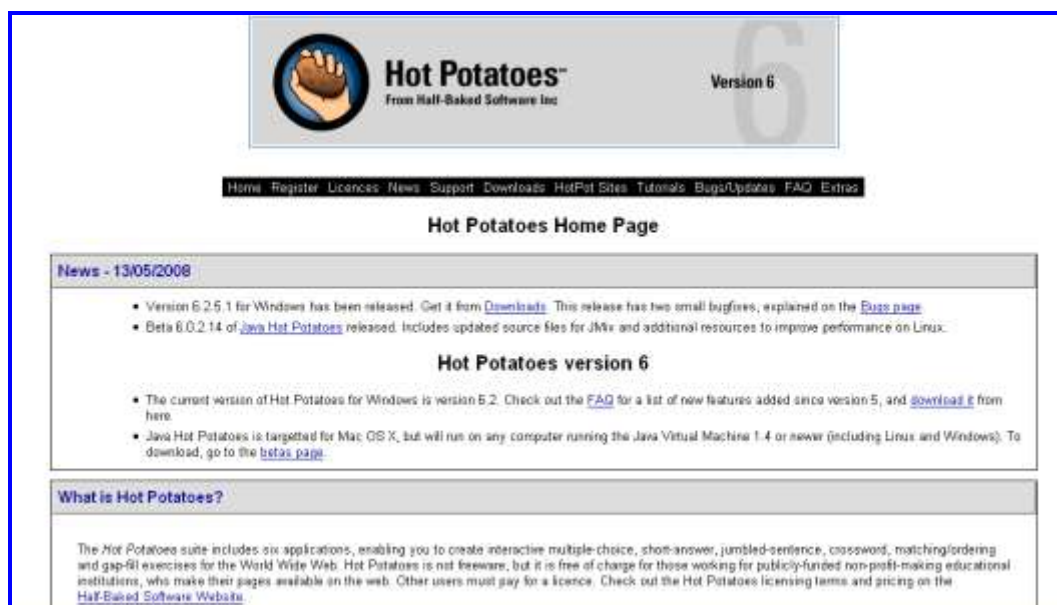 Hot Potatoes™
From Half-Baked Software Inc
6
Version 6
Home Register Licences News Support Downloads HotPot Sites Tutorials Bugs/Updates FAQ Extras
Hot Potatoes Home Page
News - 13/05/2008
• Version 6.2.5.1 for Windows has been released. Get it from Downloads. This release has two small bugfixes, explained on the Bugs page
• Beta 6.0.2.14 of Java Hot Potatoes released. Includes updated source files for JMix and additional resources to improve performance on Linux.
Hot Potatoes version 6
• The current version of Hot Potatoes for Windows is version 6.2. Check out the FAQ for a list of new features added since version 5, and download it from
here.
• Java Hot Potatoes is targetted for Mac OS X, but will run on any computer running the Java Virtual Machine 1.4 or newer (including Linux and Windows). To
download, go to the betas page.
What is Hot Potatoes?
The Hot Potatoes suite includes six applications, enabling you to create interactive multiple-choice, short-answer, jumbled-sentence, crossword, matching/ordering
and gap-fill exercises for the World Wide Web. Hot Potatoes is not freeware, but it is free of charge for those working for publicly-funded non-profit-making educational
institutions, who make their pages available on the web. Other users must pay for a licence. Check out the Hot Potatoes licensing terms and pricing on the
Half-Baked Software Website.